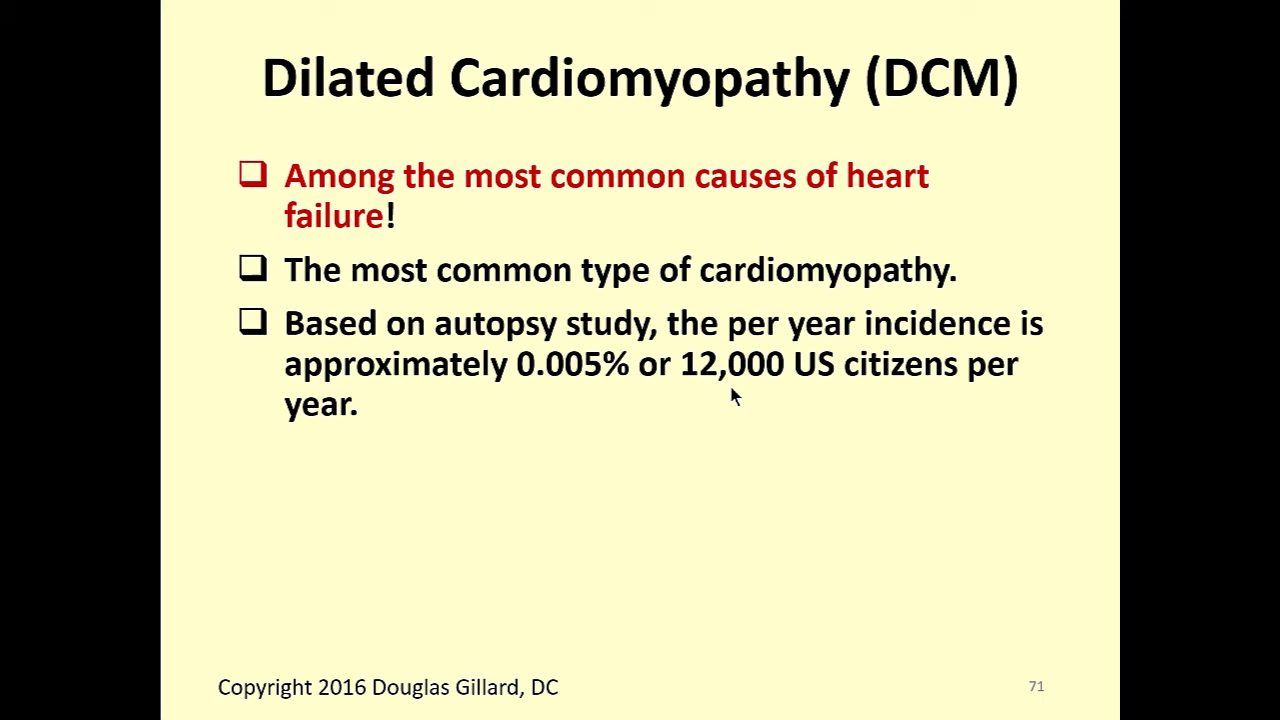 Dilated Cardiomyopathy (DCM)
❑ Among the most common causes of heart
failure!
❑ The most common type of cardiomyopathy.
❑ Based on autopsy study, the per year incidence is
approximately 0.005% or 12,000 US citizens per
year.
Copyright 2016 Douglas Gillard, DC
71